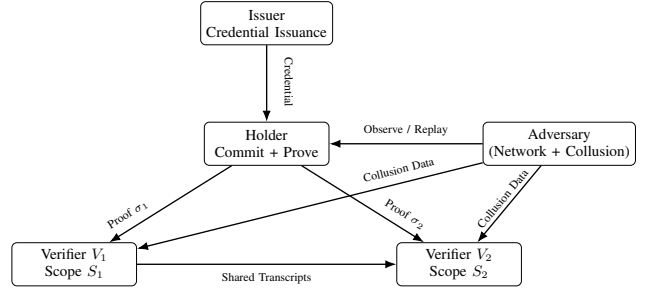 Issuer
Credential Issuance
Credential
Holder
Commit + Prove
Observe / Replay
Adversary
(Network + Collusion)
Collusion Data
Collusion Data
Proof σ₁
Proof σ₂
Verifier V₁
Scope S₁
Shared Transcripts
Verifier V₂
Scope S₂